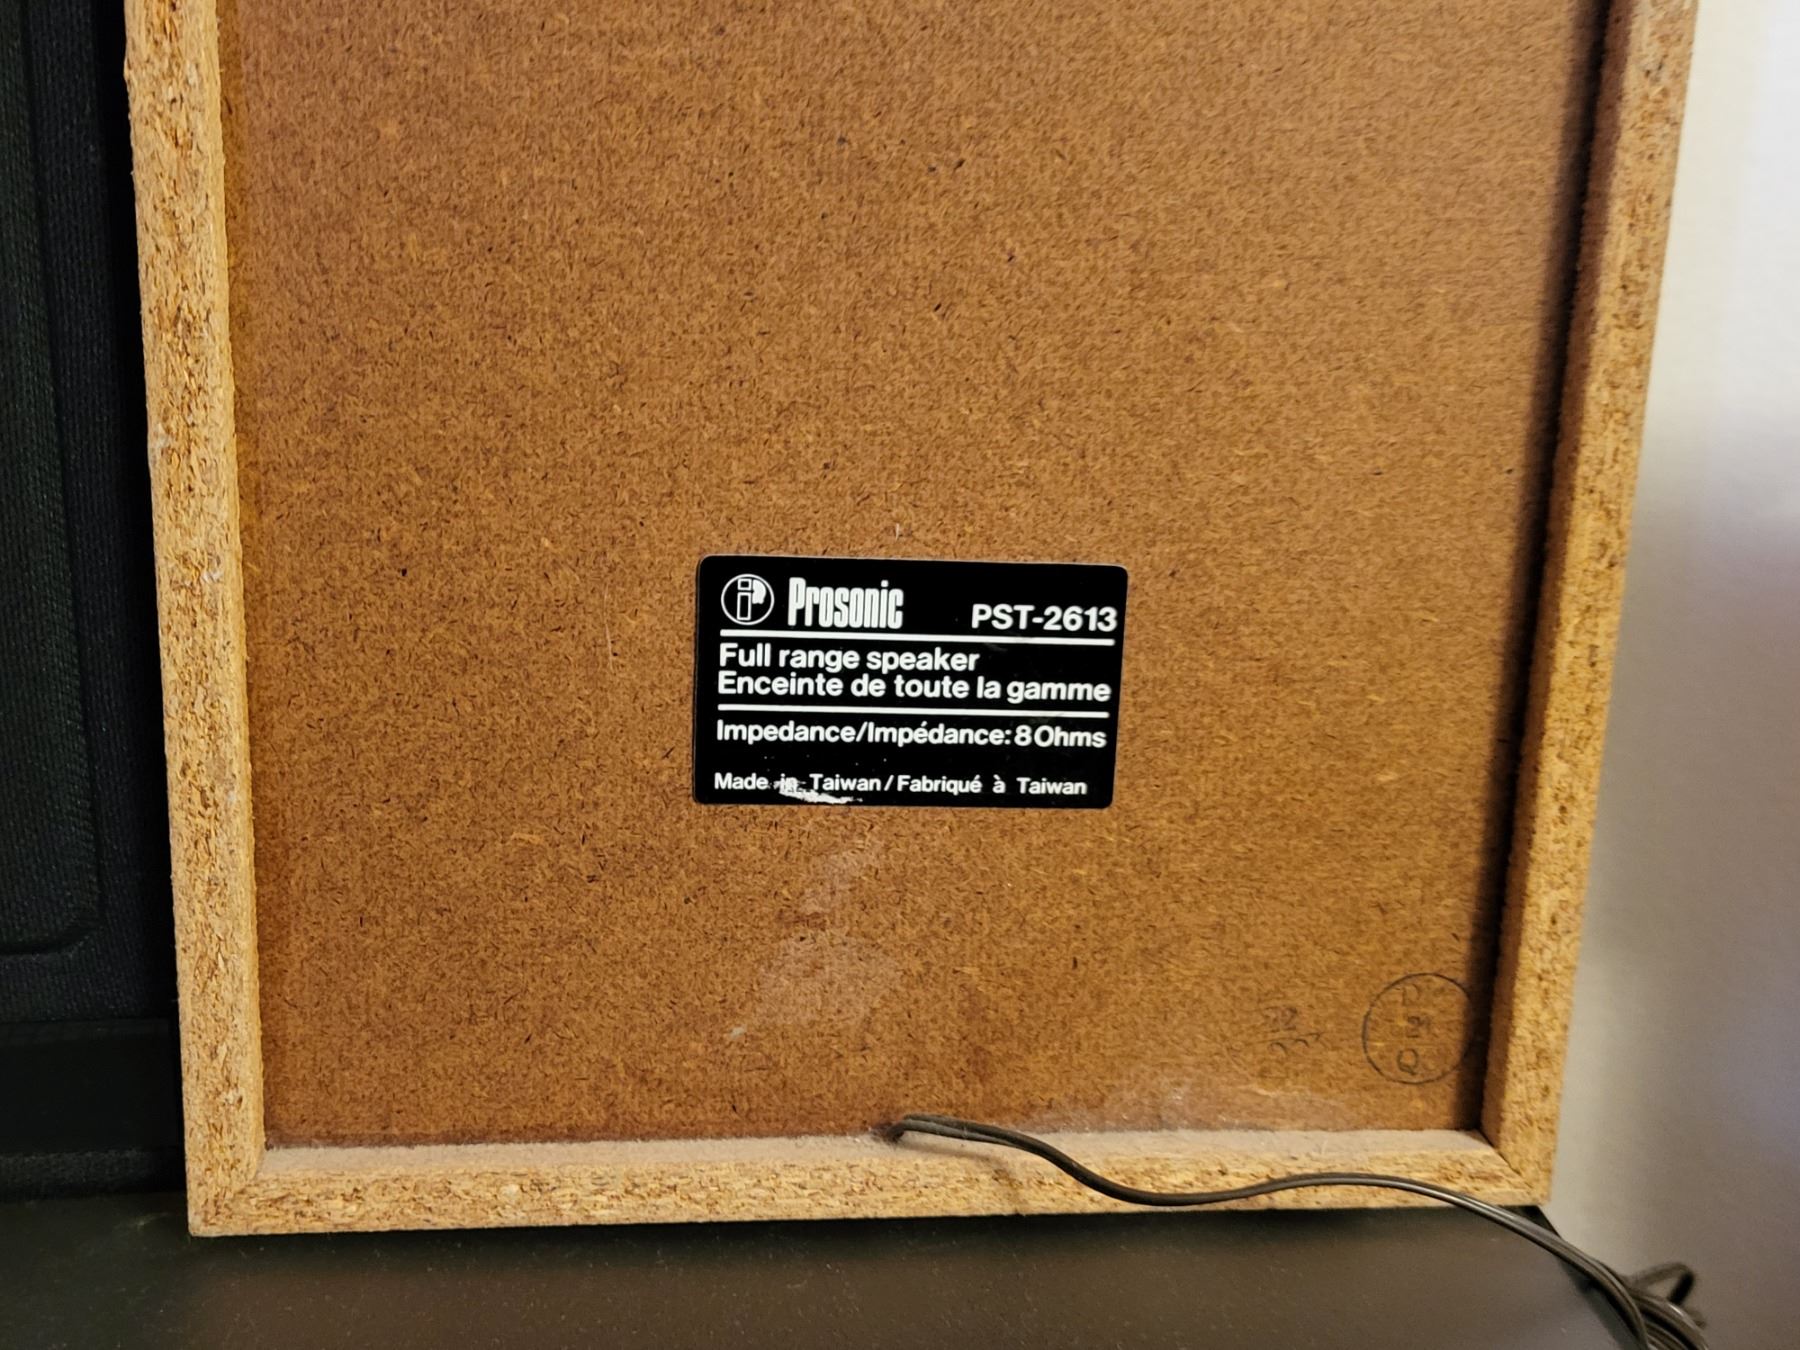 Prosonic PST-2613
Full range speaker
Enceinte de toute la gamme
Impedance/Impédance: 8 Ohms
Made in Taiwan / Fabriqué à Taiwan